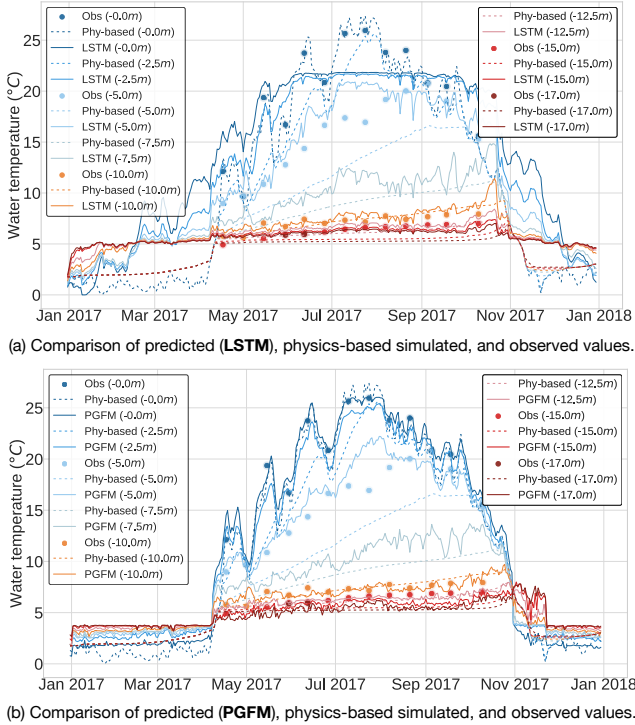 Water temperature (°C)
25
20
15
10
5
0
Obs (-0.0m)
Phy-based (-0.0m)
LSTM (-0.0m)
Phy-based (-2.5m)
LSTM (-2.5m)
Obs (-5.0m)
Phy-based (-5.0m)
LSTM (-5.0m)
Phy-based (-7.5m)
LSTM (-7.5m)
Obs (-10.0m)
Phy-based (-10.0m)
LSTM (-10.0m)
Phy-based (-12.5m)
LSTM (-12.5m)
Obs (-15.0m)
Phy-based (-15.0m)
LSTM (-15.0m)
Obs (-17.0m)
Phy-based (-17.0m)
LSTM (-17.0m)
Jan 2017 Mar 2017 May 2017 Jul 2017 Sep 2017 Nov 2017 Jan 2018
(a) Comparison of predicted (LSTM), physics-based simulated, and observed values.
Water temperature (°C)
25
20
15
10
5
0
Obs (-0.0m)
Phy-based (-0.0m)
PGFM (-0.0m)
Phy-based (-2.5m)
PGFM (-2.5m)
Obs (-5.0m)
Phy-based (-5.0m)
PGFM (-5.0m)
Phy-based (-7.5m)
PGFM (-7.5m)
Obs (-10.0m)
Phy-based (-10.0m)
PGFM (-10.0m)
Phy-based (-12.5m)
PGFM (-12.5m)
Obs (-15.0m)
Phy-based (-15.0m)
PGFM (-15.0m)
Obs (-17.0m)
Phy-based (-17.0m)
PGFM (-17.0m)
Jan 2017 Mar 2017 May 2017 Jul 2017 Sep 2017 Nov 2017 Jan 2018
(b) Comparison of predicted (PGFM), physics-based simulated, and observed values.